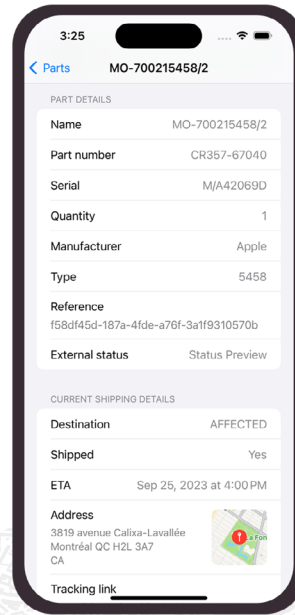 3:25
Parts
MO-700215458/2
PART DETAILS
Name MO-700215458/2
Part number CR357-67040
Serial M/A42069D
Quantity 1
Manufacturer Apple
Type 5458
Reference
f58df45d-187a-4fde-a76f-3a1f9310570b
External status Status Preview
CURRENT SHIPPING DETAILS
Destination AFFECTED
Shipped Yes
ETA Sep 25, 2023 at 4:00 PM
Address
3819 avenue Calixa-Lavallée
Montréal QC H2L 3A7
CA
La Fon
Tracking link